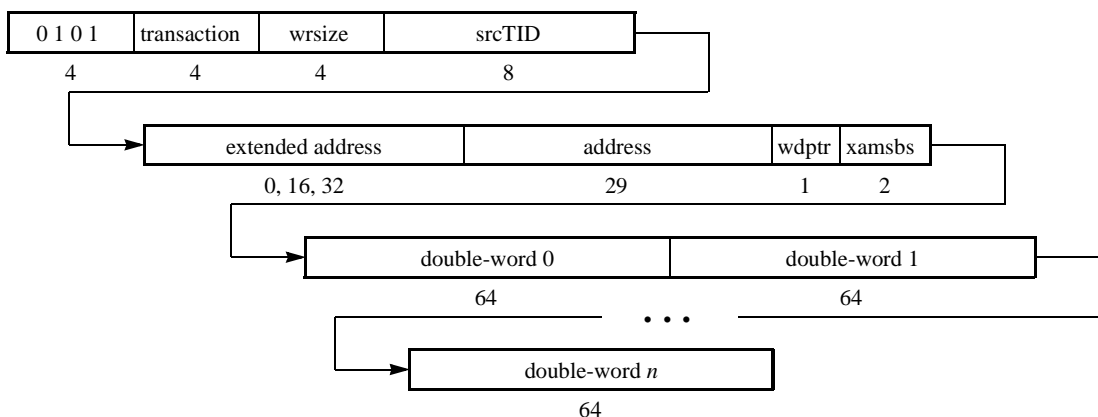 0 1 0 1 transaction wrsize srcTID
4 4 4 8
extended address address wdptr xamsbs
0, 16, 32 29 1 2
double-word 0 double-word 1
64 64
• • •
double-word n
64